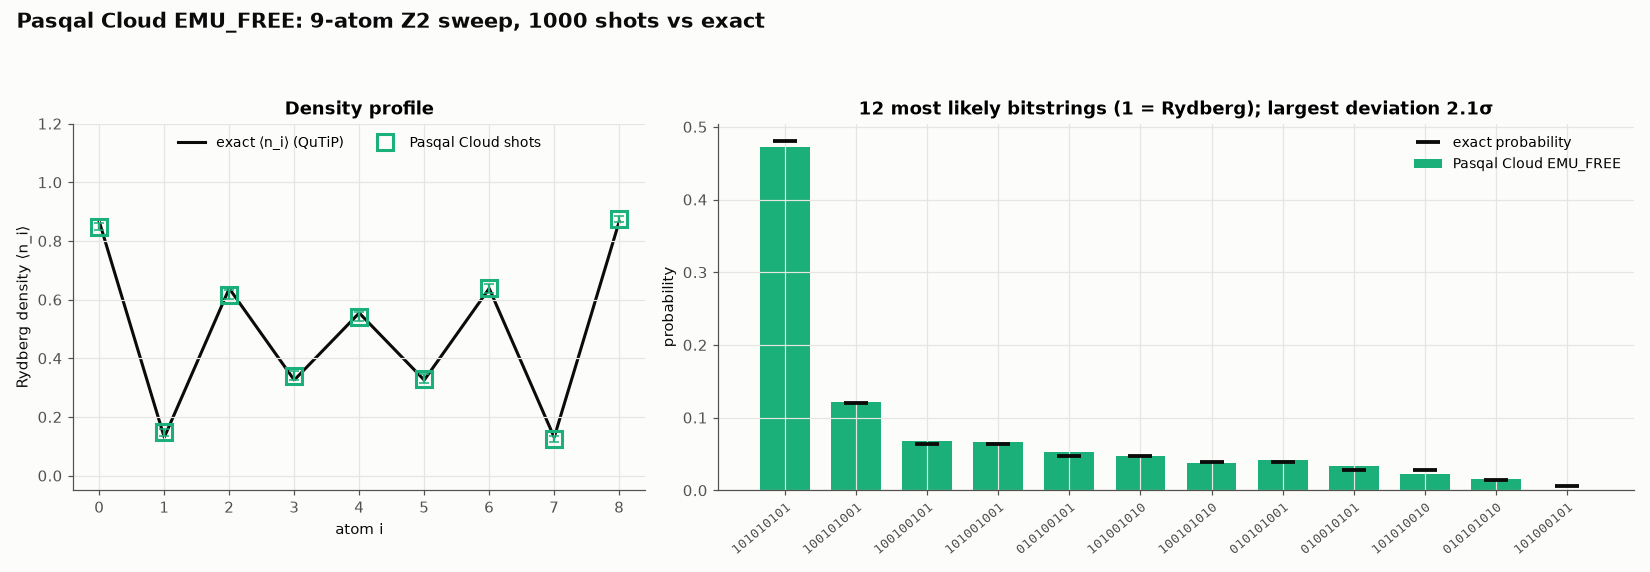 Pasqal Cloud EMU_FREE: 9-atom Z2 sweep, 1000 shots vs exact
Density profile
exact ⟨n_i⟩ (QuTiP)
Pasqal Cloud shots
Rydberg density ⟨n_i⟩
1.2
1.0
0.8
0.6
0.4
0.2
0.0
0 1 2 3 4 5 6 7 8
atom i
12 most likely bitstrings (1 = Rydberg); largest deviation 2.1σ
exact probability
Pasqal Cloud EMU_FREE
probability
0.5
0.4
0.3
0.2
0.1
0.0
101010101
100101001
100100101
101001001
010100101
101001010
100101010
010101001
010010101
101010010
010101010
101000101